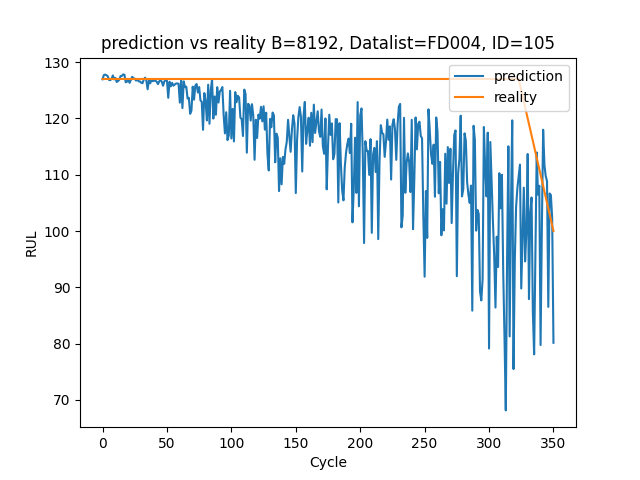 prediction vs reality B=8192, Datalist=FD004, ID=105
prediction
reality
RUL
130
120
110
100
90
80
70
0 50 100 150 200 250 300 350
Cycle